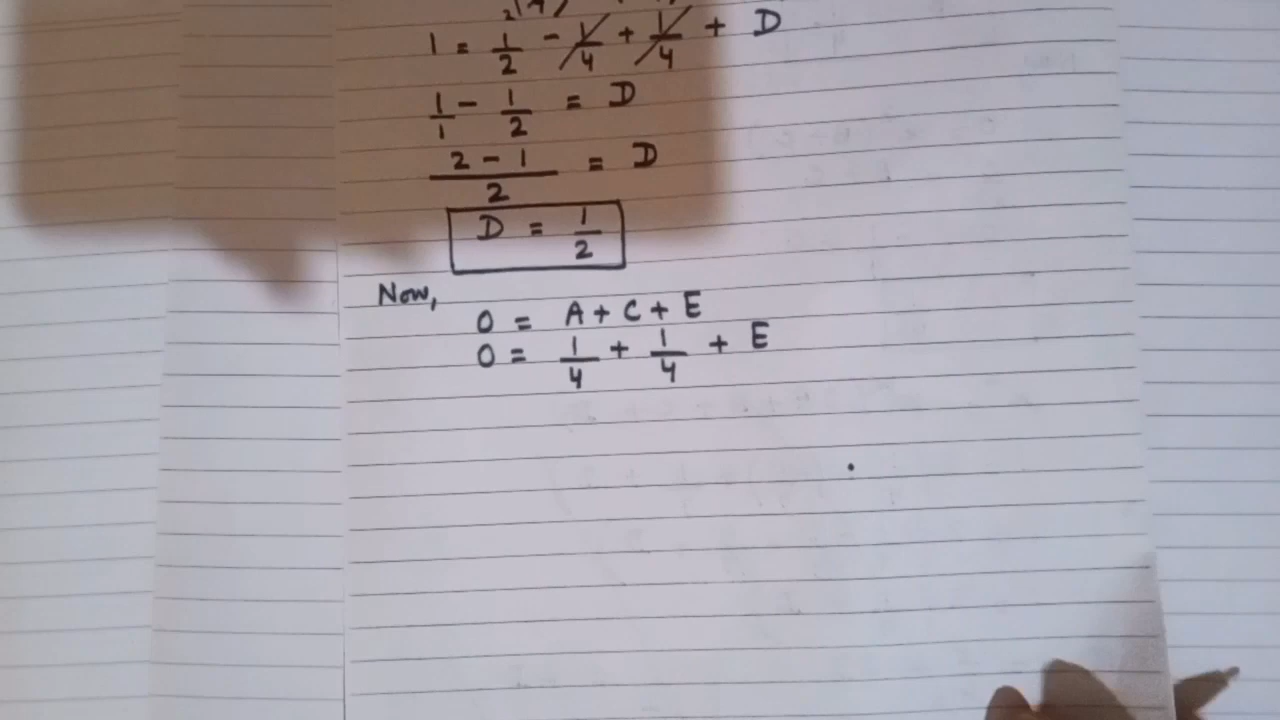 1 = 1/2 - 1/4 + 1/4 + D
1/1 - 1/2 = D
2 - 1/2 = D
D = 1/2
Now,
0 = A + C + E
0 = 1/4 + 1/4 + E